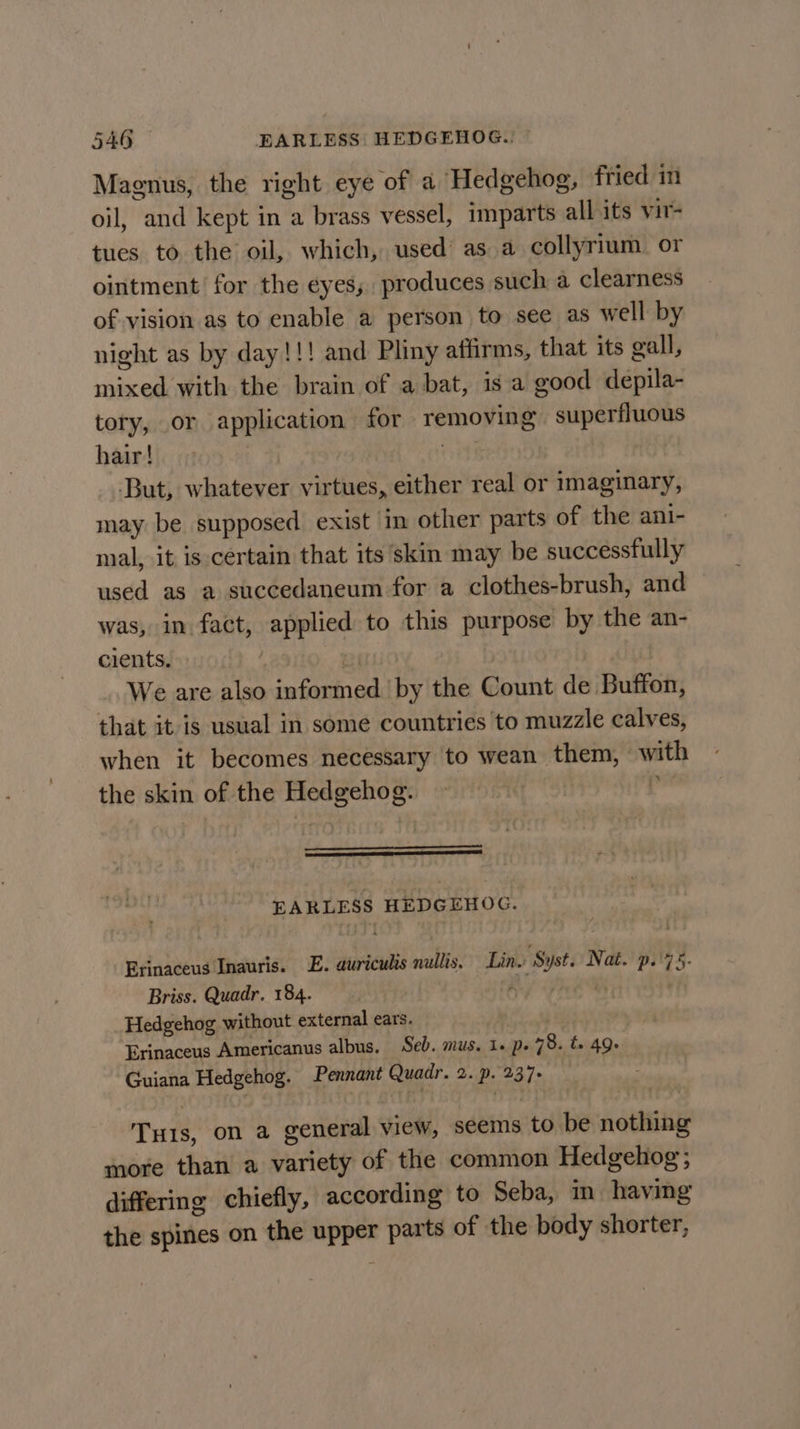 546 EARLESS HEDGEHOG.
Magnus, the right eye of a Hedgehog, fried in
oil, and kept in a brass vessel, imparts all its vir-
tues to the oil, which, used as a collyrium or
ointment for the eyes, produces such a clearness
of vision as to enable a person to see as well by
night as by day!!! and Pliny affirms, that its gall,
mixed with the brain of a bat, is a good depila-
tory, or application for removing superfluous
hair!
But, whatever virtues, either real or imaginary,
may be supposed exist in other parts of the ani-
mal, it is certain that its skin may be successfully
used as a succedaneum for a clothes-brush, and
was, in fact, applied to this purpose by the an-
cients.
We are also informed by the Count de Buffon,
that it is usual in some countries to muzzle calves,
when it becomes necessary to wean them, with
the skin of the Hedgehog.
EARLESS HEDGEHOG.
Erinaceus Inauris. E. auriculis nullis. Lin. Syst. Nat. p. 75.
Briss. Quadr. 184.
Hedgehog without external ears.
Erinaceus Americanus albus. Seb. mus. 1. p. 78. t. 49.
Guiana Hedgehog. Pennant Quadr. 2. p. 237.
THIS, on a general view, seems to be nothing
more than a variety of the common Hedgehog;
differing chiefly, according to Seba, in having
the spines on the upper parts of the body shorter,